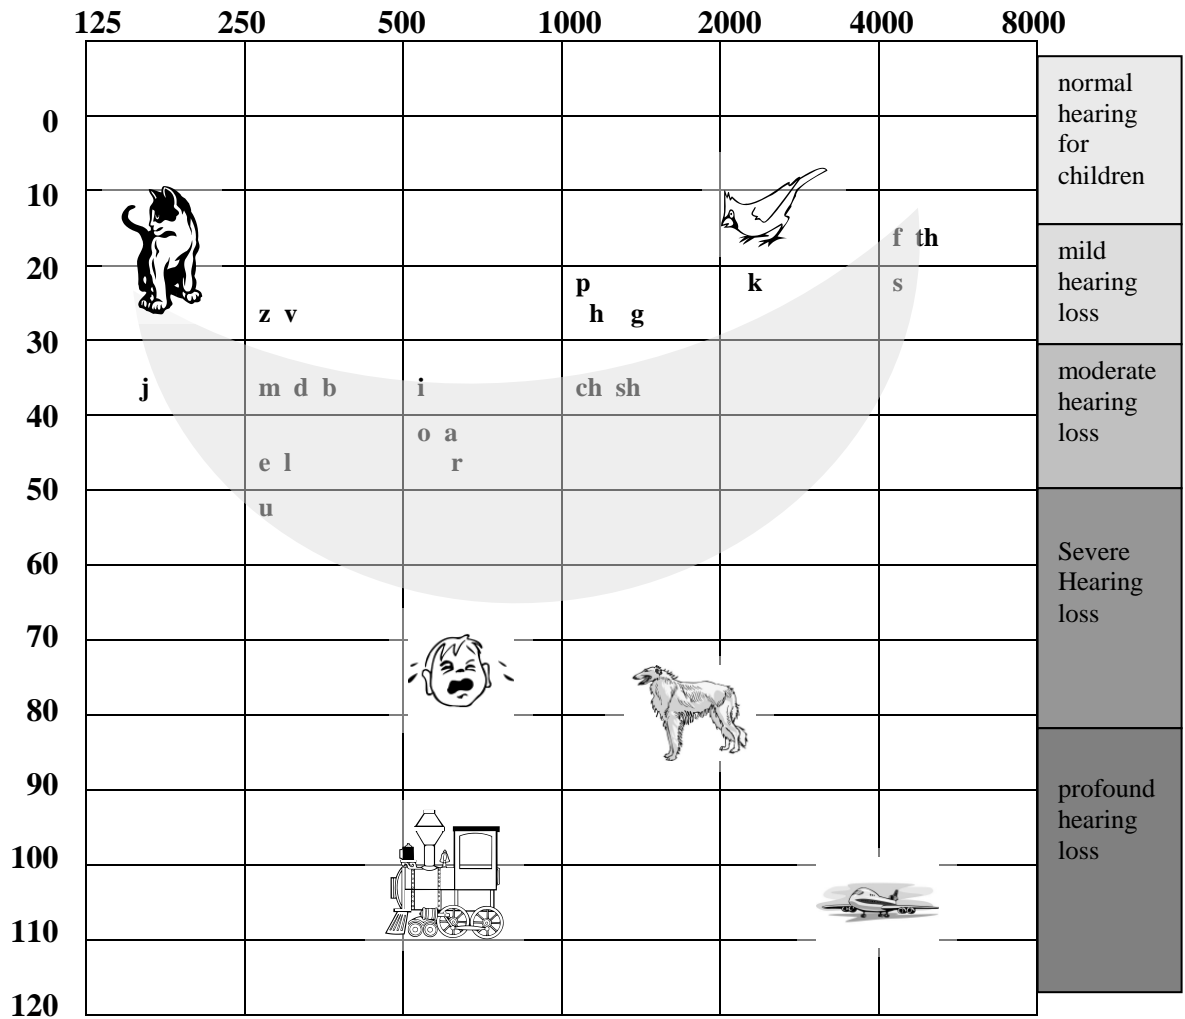 125 250 500 1000 2000 4000 8000
normal
hearing
for
children
0
10
f th
mild
hearing
loss
20
p k s
z v h g
30
moderate
hearing
loss
j m d b i ch sh
40
o a
e l r
50
u
Severe
Hearing
loss
60
70
80
90
profound
hearing
loss
100
110
120